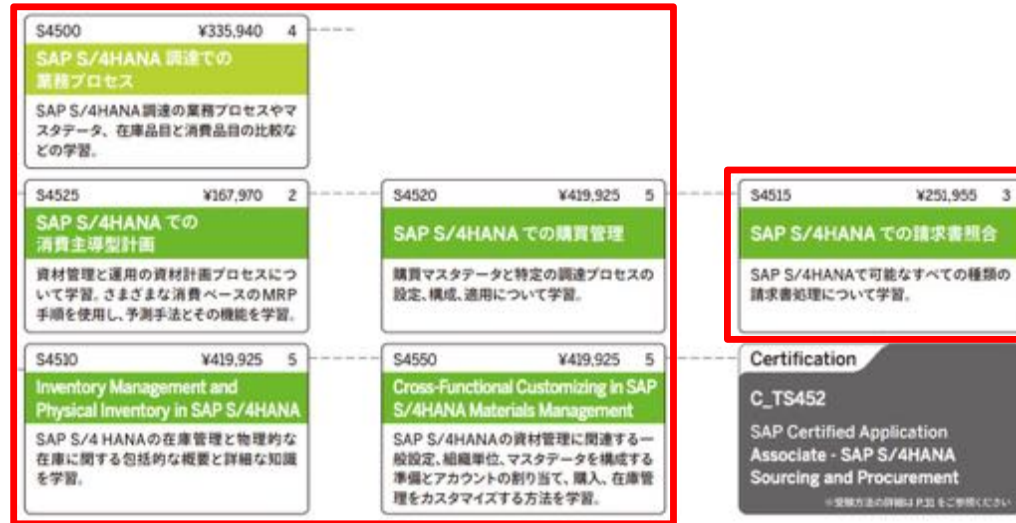 S4500 ¥335,940 4
SAP S/4HANA 調達での
業務プロセス
SAP S/4HANA調達の業務プロセスやマ
スタデータ、在庫品目と消費品目の比較な
どの学習。
S4525 ¥167,970 2
SAP S/4HANA での
消費主導型計画
資材管理と運用の資材計画プロセスにつ
いて学習。さまざまな消費ベースのMRP
手順を使用し、予測手法とその機能を学習。
S4520 ¥419,925 5
SAP S/4HANA での購買管理
購買マスタデータと特定の調達プロセスの
設定、構成、適用について学習。
S4515 ¥251,955 3
SAP S/4HANA での請求書照合
SAP S/4HANAで可能なすべての種類の
請求書処理について学習。
S4510 ¥419,925 5
Inventory Management and
Physical Inventory in SAP S/4HANA
SAP S/4 HANAの在庫管理と物理的な
在庫に関する包括的な概要と詳細な知識
を学習。
S4550 ¥419,925 5
Cross-Functional Customizing in SAP
S/4HANA Materials Management
SAP S/4HANAの資材管理に関連する一
般設定、組織単位、マスタデータを構成する
準備とアカウントの割り当て、購入、在庫管
理をカスタマイズする方法を学習。
Certification
C_TS452
SAP Certified Application
Associate - SAP S/4HANA
Sourcing and Procurement
※受験方法の詳細は P.31 をご参照ください